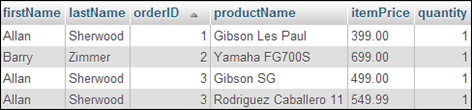 firstName lastName orderID productName itemPrice quantity
Allan Sherwood 1 Gibson Les Paul 399.00 1
Barry Zimmer 2 Yamaha FG700S 699.00 1
Allan Sherwood 3 Gibson SG 499.00 1
Allan Sherwood 3 Rodriguez Caballero 11 549.99 1